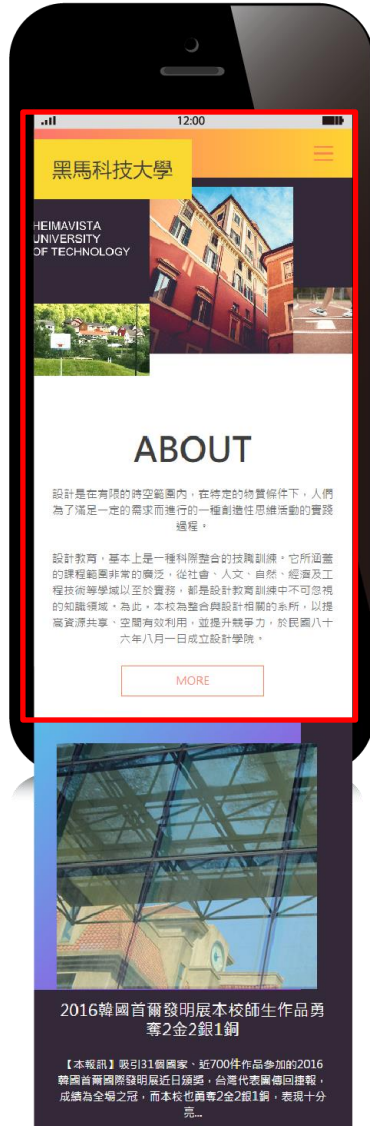 12:00
黑馬科技大學
HEIMAVISTA
UNIVERSITY
OF TECHNOLOGY
ABOUT
設計是在有限的時空範圍內，在特定的物質條件下，人們
為了滿足一定的需求而進行的一種創造性思維活動的實踐
過程。
設計教育，基本上是一種科際整合的技職訓練。它所涵蓋
的課程範圍非常的廣泛，從社會、人文、自然、經濟及工
程技術等學域以至於實務，都是設計教育訓練中不可忽視
的知識領域。為此，本校為整合與設計相關的系所，以提
高資源共享、空間有效利用，並提升競爭力，於民國八十
六年八月一日成立設計學院。
MORE
2016韓國首爾發明展本校師生作品勇
奪2金2銀1銅
【本報訊】吸引31個國家、近700件作品參加的2016
韓國首爾國際發明展近日頒獎，台灣代表團傳回捷報，
成績為全場之冠，而本校也勇奪2金2銀1銅，表現十分
亮...